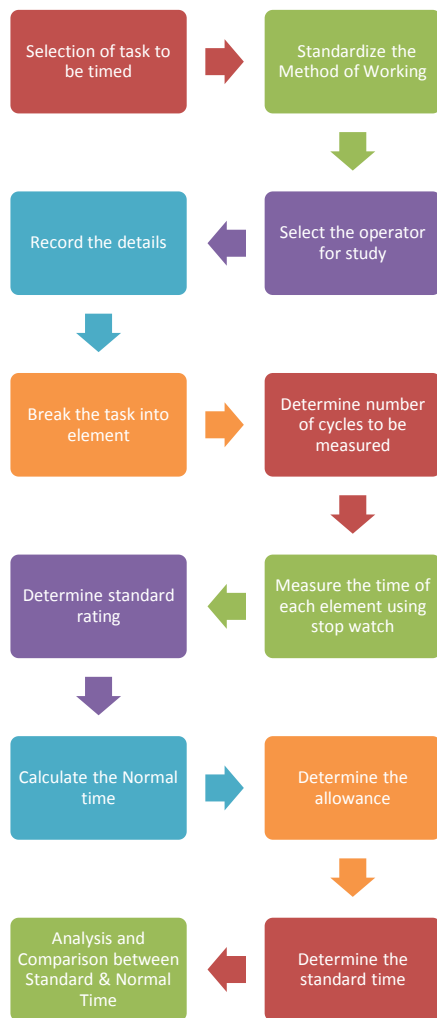 Selection of task to
be timed
Standardize the
Method of Working
Select the operator
for study
Record the details
Break the task into
element
Determine number
of cycles to be
measured
Measure the time of
each element using
stop watch
Determine standard
rating
Calculate the Normal
time
Determine the
allowance
Determine the
standard time
Analysis and
Comparison between
Standard & Normal
Time